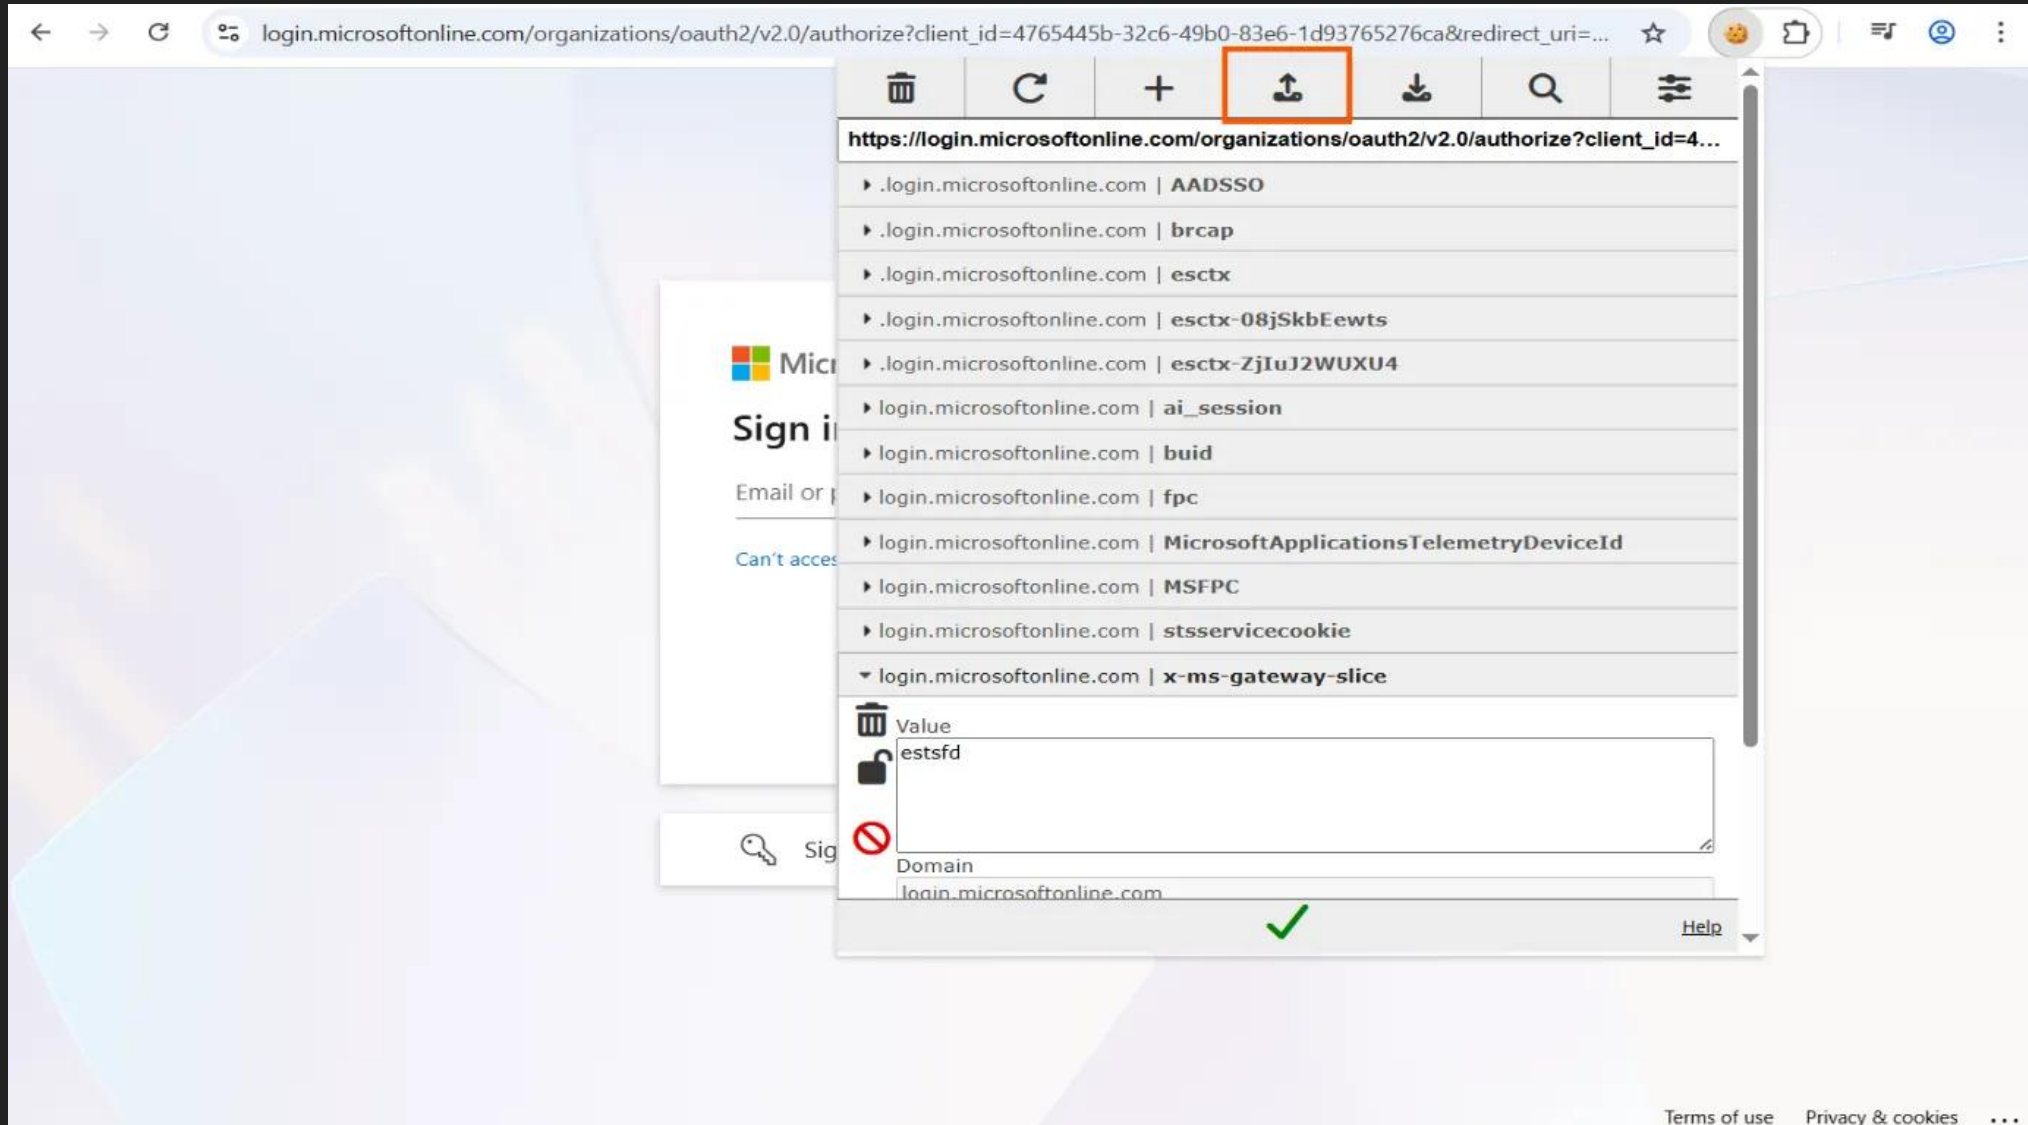 login.microsoftonline.com/organizations/oauth2/v2.0/authorize?client_id=4765445b-32c6-49b0-83e6-1d93765276ca&redirect_uri=...
https://login.microsoftonline.com/organizations/oauth2/v2.0/authorize?client_id=4...
.login.microsoftonline.com | AADSSO
.login.microsoftonline.com | brcap
.login.microsoftonline.com | esctx
.login.microsoftonline.com | esctx-08jSkbEewts
.login.microsoftonline.com | esctx-ZjIuJ2WUXU4
login.microsoftonline.com | ai_session
login.microsoftonline.com | buid
login.microsoftonline.com | fpc
login.microsoftonline.com | MicrosoftApplicationsTelemetryDeviceId
login.microsoftonline.com | MSFPC
login.microsoftonline.com | stsservicecookie
login.microsoftonline.com | x-ms-gateway-slice
Value
estsfd
Domain
login.microsoftonline.com
Help
Micr
Sign i
Email or p
Can't acces
Sig
Terms of use Privacy & cookies ...